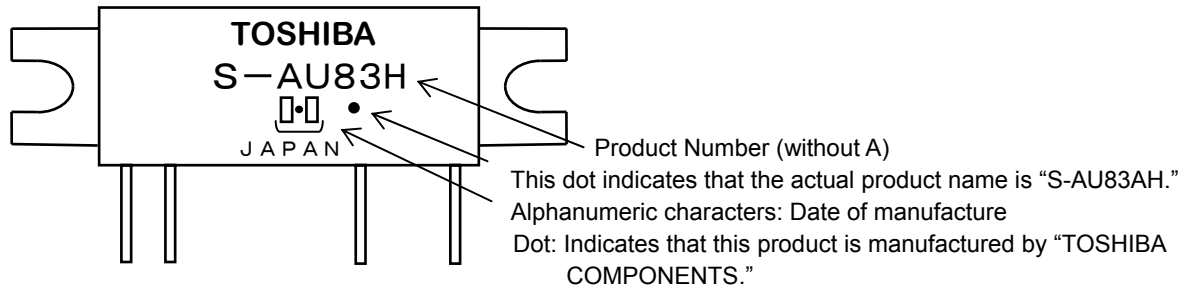 TOSHIBA
S－AU83H
JAPAN
Product Number (without A)
This dot indicates that the actual product name is “S-AU83AH.”
Alphanumeric characters: Date of manufacture
Dot: Indicates that this product is manufactured by “TOSHIBA
COMPONENTS.”